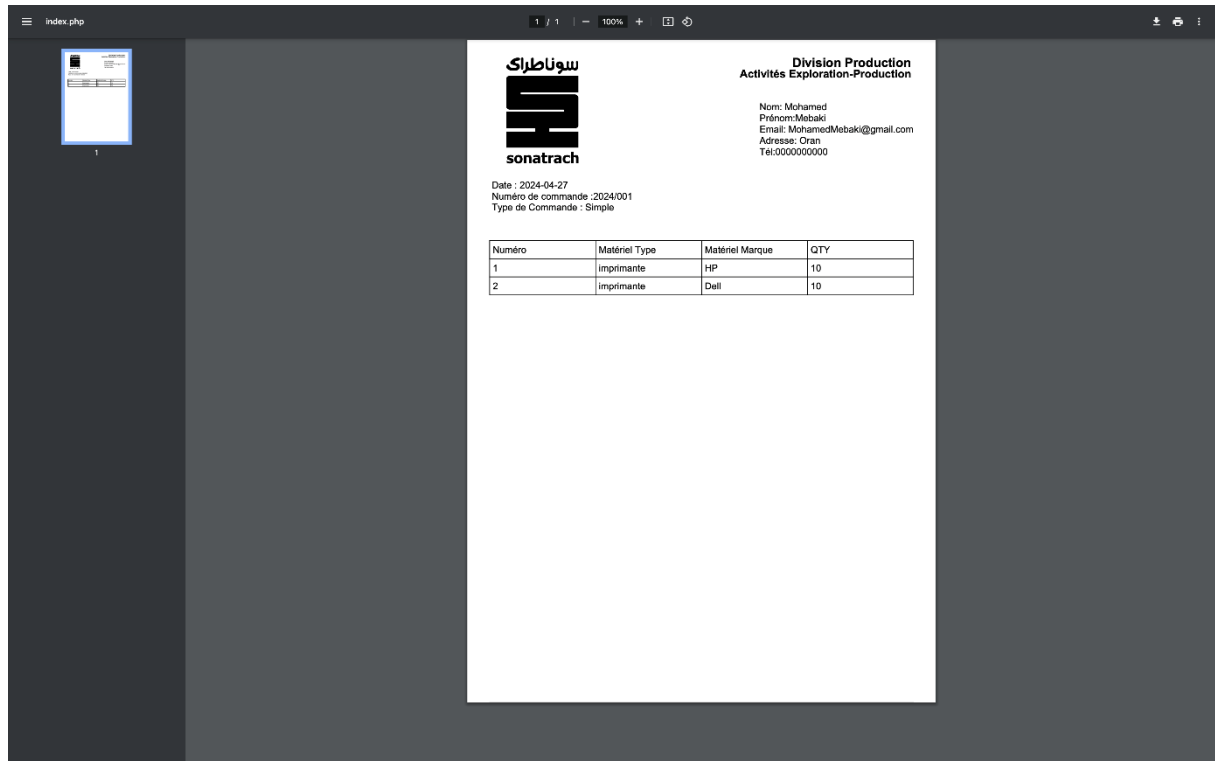 index.php
1 / 1
100%
1
سوناطراك
sonatrach
Division Production
Activités Exploration-Production
Nom: Mohamed
Prénom:Mebaki
Email: MohamedMebaki@gmail.com
Adresse: Oran
Tél:0000000000
Date : 2024-04-27
Numéro de commande :2024/001
Type de Commande : Simple
Numéro Matériel Type Matériel Marque QTY
1 imprimante HP 10
2 imprimante Dell 10